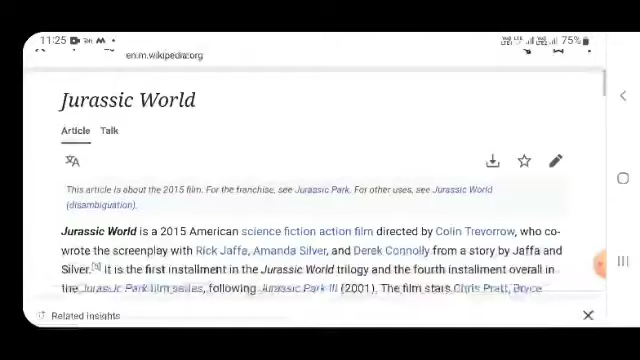 11:25
75%
en.m.wikipedia.org
Jurassic World
Article Talk
This article is about the 2015 film. For the franchise, see Jurassic Park. For other uses, see Jurassic World
(disambiguation).
Jurassic World is a 2015 American science fiction action film directed by Colin Trevorrow, who co-
wrote the screenplay with Rick Jaffa, Amanda Silver, and Derek Connolly from a story by Jaffa and
Silver.[5] It is the first installment in the Jurassic World trilogy and the fourth installment overall in
the Jurassic Park film series, following Jurassic Park III (2001). The film stars Chris Pratt, Bryce
Related insights